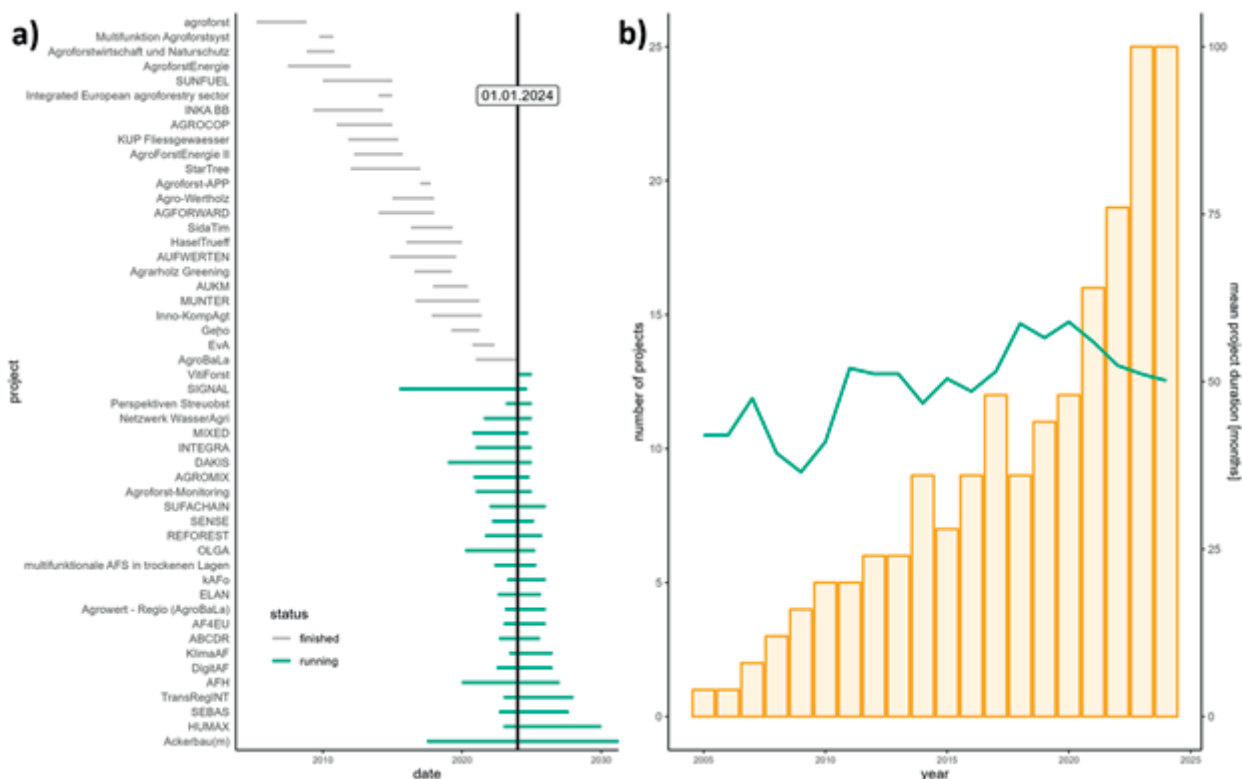 a)
agroforst
Multifunktion Agroforstsyst
Agroforstwirtschaft und Naturschutz
AgroforstEnergie
SUNFUEL
Integrated European agroforestry sector
INKA BB
AGROCOP
KUP Fliessgewaesser
AgroForstEnergie II
StarTree
Agroforst-APP
Agro-Wertholz
AGFORWARD
SidaTim
HaselTrueff
AUFWERTEN
Agrarholz Greening
AUKM
MUNTER
Inno-KompAgt
EvA
AgroBaLa
VitiForst
SIGNAL
Perspektiven Streuobst
Netzwerk WasserAgri
MIXED
INTEGRA
DAKIS
AGROMIX
Agroforst-Monitoring
SUFACHAIN
SENSE
REFOREST
OLGA
multifunktionale AFS in trockenen Lagen
kAFo
ELAN
Agrowert - Regio (AgroBaLa)
AF4EU
ABCDR
KlimaAF
DigitAF
AFH
TransRegINT
SEBAS
HUMAX
Ackerbau(m)
project
01.01.2024
status
finished
running
2010
2020
2030
date
b)
25
20
15
10
5
0
number of projects
100
75
50
25
0
mean project duration [months]
2005
2010
2015
2020
2025
year